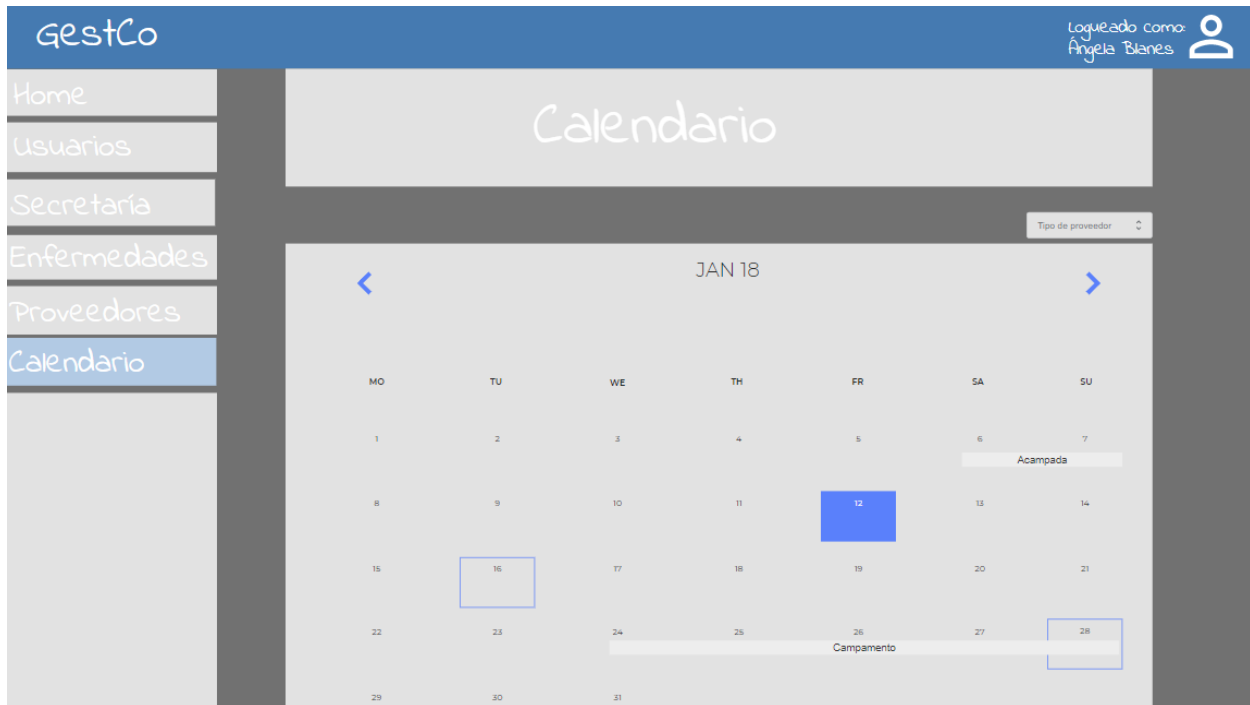 GestCo
Logueado como:
Ángela Blanes
Home
Usuarios
Secretaría
Enfermedades
Proveedores
Calendario
Calendario
Tipo de proveedor
JAN 18
MO TU WE TH FR SA SU
1 2 3 4 5 6 7
Acampada
8 9 10 11 12 13 14
15 16 17 18 19 20 21
22 23 24 25 26 27 28
Campamento
29 30 31